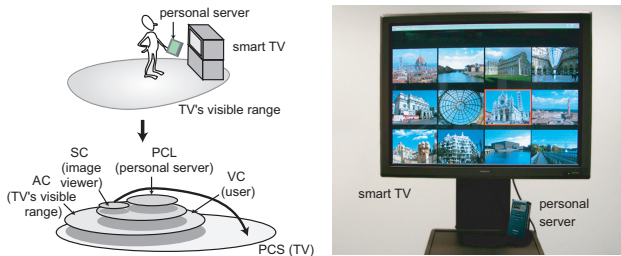 personal server
smart TV
TV's visible range
SC
(image
viewer)
PCL
(personal server)
AC
(TV's visible
range)
VC
(user)
PCS (TV)
smart TV
personal
server